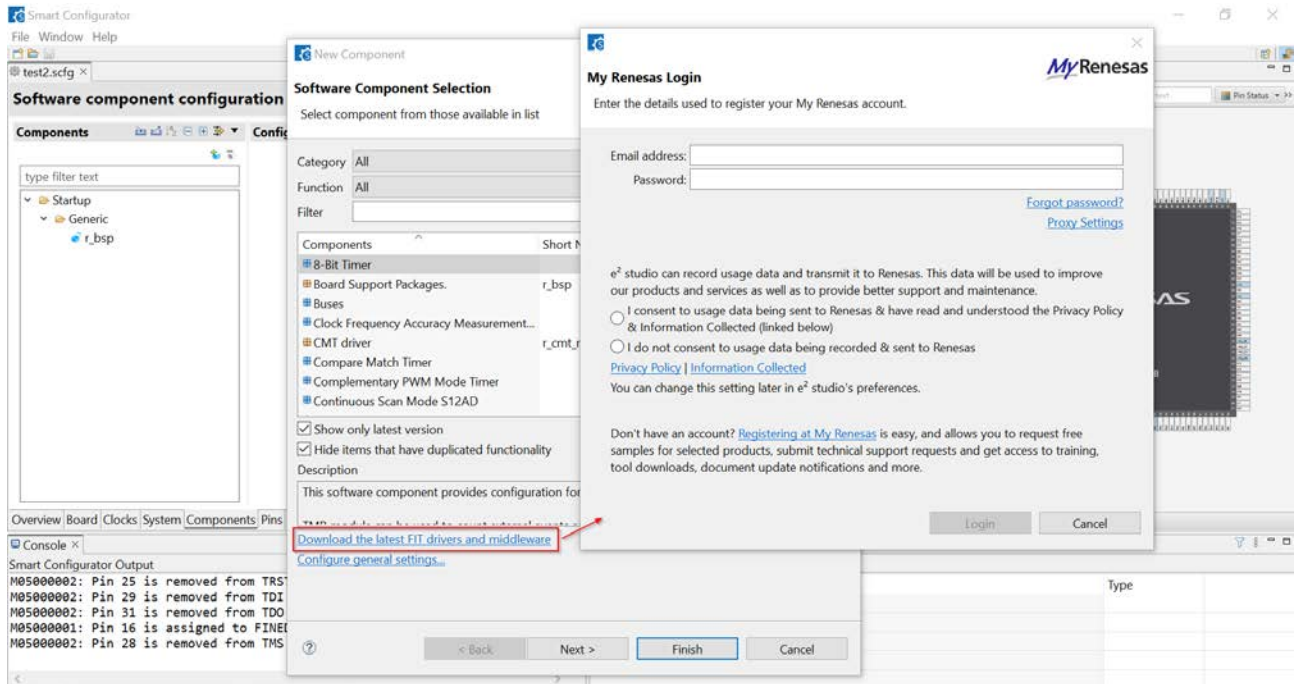 Smart Configurator
File Window Help
test2.scfg ×
Software component configuration
Components
Config
type filter text
Startup
Generic
r_bsp
Overview Board Clocks System Components Pins
Console ×
Smart Configurator Output
M05000002: Pin 25 is removed from TRST
M05000002: Pin 29 is removed from TDI
M05000002: Pin 31 is removed from TDO
M05000001: Pin 16 is assigned to FINED
M05000002: Pin 28 is removed from TMS
New Component
Software Component Selection
Select component from those available in list
Category All
Function All
Filter
Components Short N
8-Bit Timer
Board Support Packages. r_bsp
Buses
Clock Frequency Accuracy Measurement...
CMT driver r_cmt_r
Compare Match Timer
Complementary PWM Mode Timer
Continuous Scan Mode S12AD
Show only latest version
Hide items that have duplicated functionality
Description
This software component provides configuration for
Download the latest FIT drivers and middleware
Configure general settings...
< Back Next > Finish Cancel
My Renesas Login
MyRenesas
Enter the details used to register your My Renesas account.
Email address:
Password:
Forgot password?
Proxy Settings
e² studio can record usage data and transmit it to Renesas. This data will be used to improve
our products and services as well as to provide better support and maintenance.
I consent to usage data being sent to Renesas & have read and understood the Privacy Policy
& Information Collected (linked below)
I do not consent to usage data being recorded & sent to Renesas
Privacy Policy | Information Collected
You can change this setting later in e² studio's preferences.
Don't have an account? Registering at My Renesas is easy, and allows you to request free
samples for selected products, submit technical support requests and get access to training,
tool downloads, document update notifications and more.
Login Cancel
Pin Status
Type